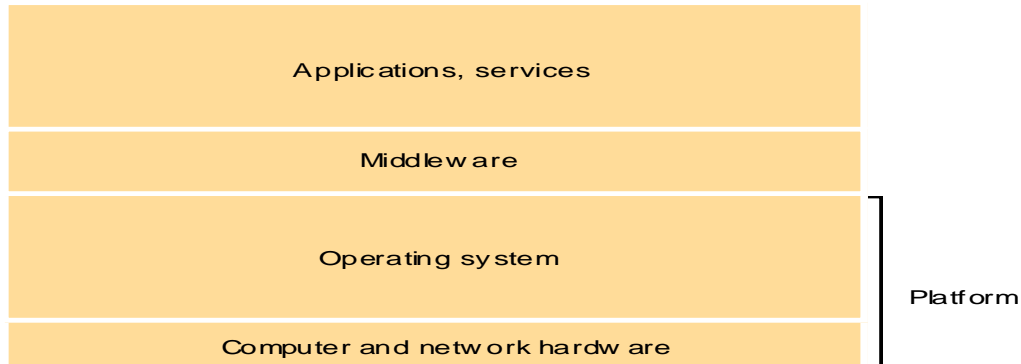 Applications, services
Middleware
Operating system
Platform
Computer and network hardware